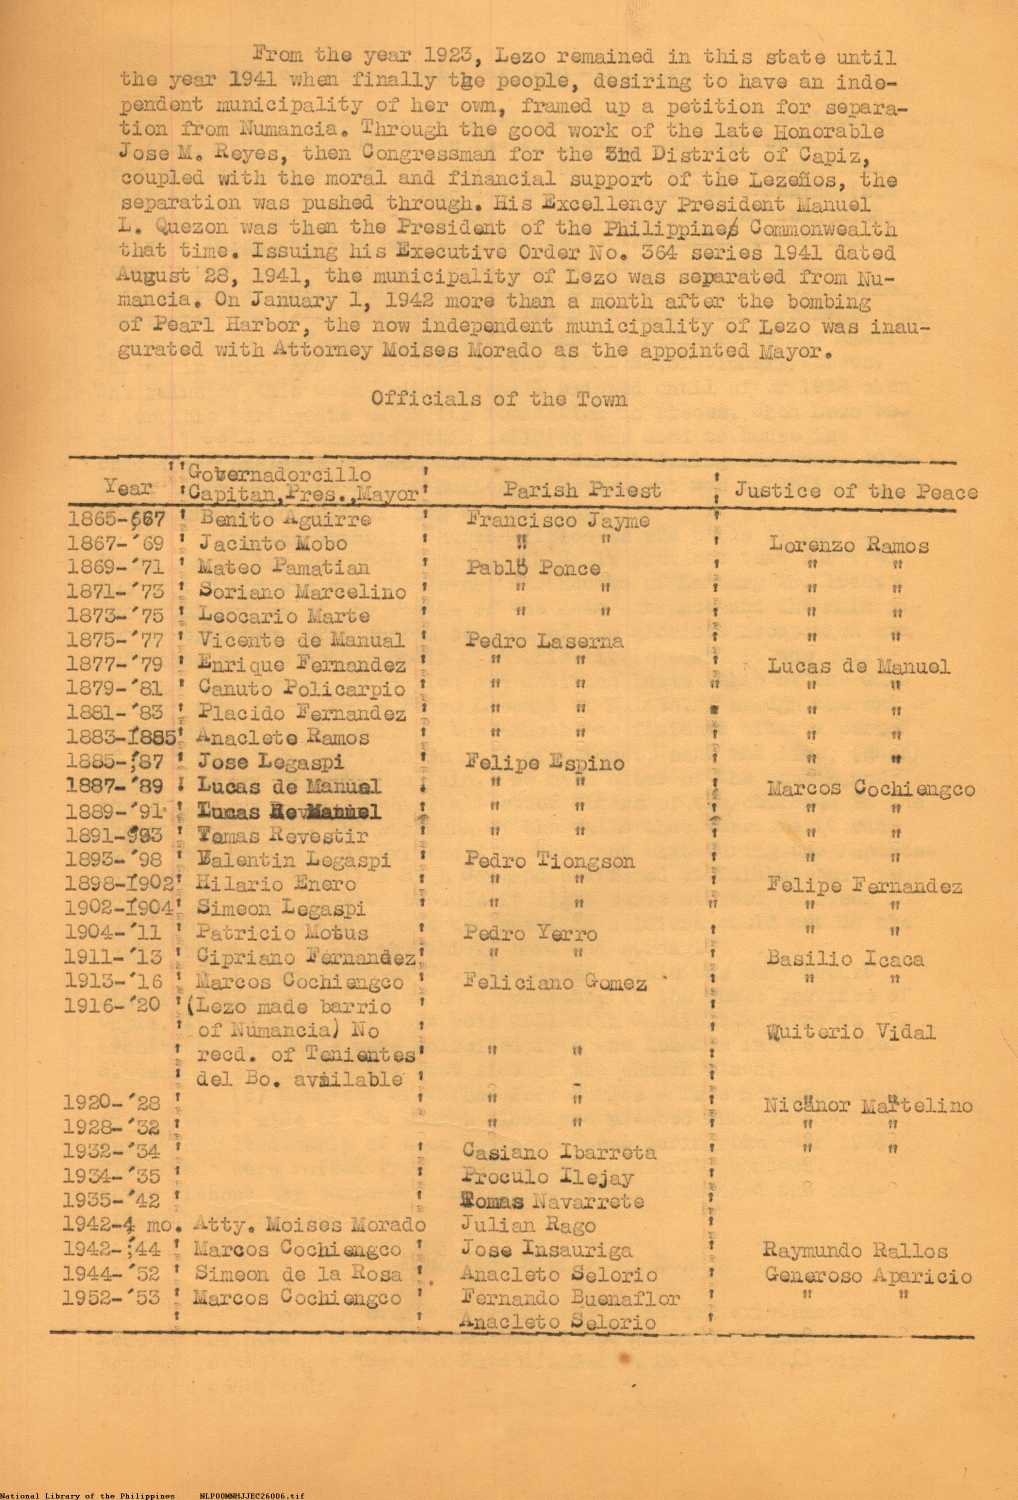 From the year 1923, Lezo remained in this state until
the year 1941 when finally the people, desiring to have an inde-
pendent municipality of her own, framed up a petition for separa-
tion from Numancia. Through the good work of the late Honorable
Jose M. Reyes, then Congressman for the 3nd District of Capiz,
coupled with the moral and financial support of the Lezeños, the
separation was pushed through. His Excellency President Manuel
L. Quezon was then the President of the Philippines Commonwealth
that time. Issuing his Executive Order No. 364 series 1941 dated
August 28, 1941, the municipality of Lezo was separated from Nu-
mancia. On January 1, 1942 more than a month after the bombing
of Pearl Harbor, the now independent municipality of Lezo was inau-
gurated with Attorney Moises Morado as the appointed Mayor.
Officials of the Town
Year ' Gobernadorcillo Capitan,Pres.,Mayor ' Parish Priest ' Justice of the Peace
1865-'67 ' Benito Aguirre Francisco Jayme '
1867-'69 ' Jacinto Mobo " " ' Lorenzo Ramos
1869-'71 ' Mateo Pamatian ' Pablo Ponce ' " "
1871-'73 ' Soriano Marcelino ' " " ' " "
1873-'75 ' Leocario Marte ' " " ' " "
1875-'77 ' Vicente de Manual ' Pedro Laserna ' " "
1877-'79 ' Enrique Fernandez ' " " ' Lucas de Manuel
1879-'81 ' Canuto Policarpio ' " " " " "
1881-'83 ' Placido Fernandez ' " " ' " "
1883-1885' Anaclete Ramos ' " " ' " "
1885-'87 ' Jose Legaspi ' Felipe Espino ' " "
1887-'89 ' Lucas de Manual ' " " ' Marcos Cochiengco
1889-'91 ' Lucas Manuel ' " " ' " "
1891-'93 ' Tomas Revestir ' " " ' " "
1893-'98 ' Valentin Legaspi ' Pedro Tiongson ' " "
1898-1902' Hilario Enero ' " " ' Felipe Fernandez
1902-1904' Simeon Legaspi ' " " " " "
1904-'11 ' Patricio Motus ' Pedro Yerro ' " "
1911-'13 ' Cipriano Fernandez' " " ' Basilio Icaca
1913-'16 ' Marcos Cochiengco ' Feliciano Gomez ' " "
1916-'20 '(Lezo made barrio ' '
' of Numancia) No ' ' Quiterio Vidal
' recd. of Tenientes' " " '
' del Bo. available ' '
1920-'28 ' ' " " ' Nicanor Martelino
1928-'32 ' " " ' " "
1932-'34 ' ' Casiano Ibarreta ' " "
1934-'35 ' ' Proculo Ilejay '
1935-'42 ' ' Tomas Navarrete '
1942-4 mo. Atty. Moises Morado Julian Rago
1942-'44 ' Marcos Cochiengco ' Jose Insauriga ' Raymundo Rallos
1944-'52 ' Simeon de la Rosa ' Anacleto Selorio ' Generoso Aparicio
1952-'53 ' Marcos Cochiengco ' Fernando Buenaflor ' " "
' ' Anacleto Selorio '
National Library of the Philippines NLP00MNMJJEC26006.tif